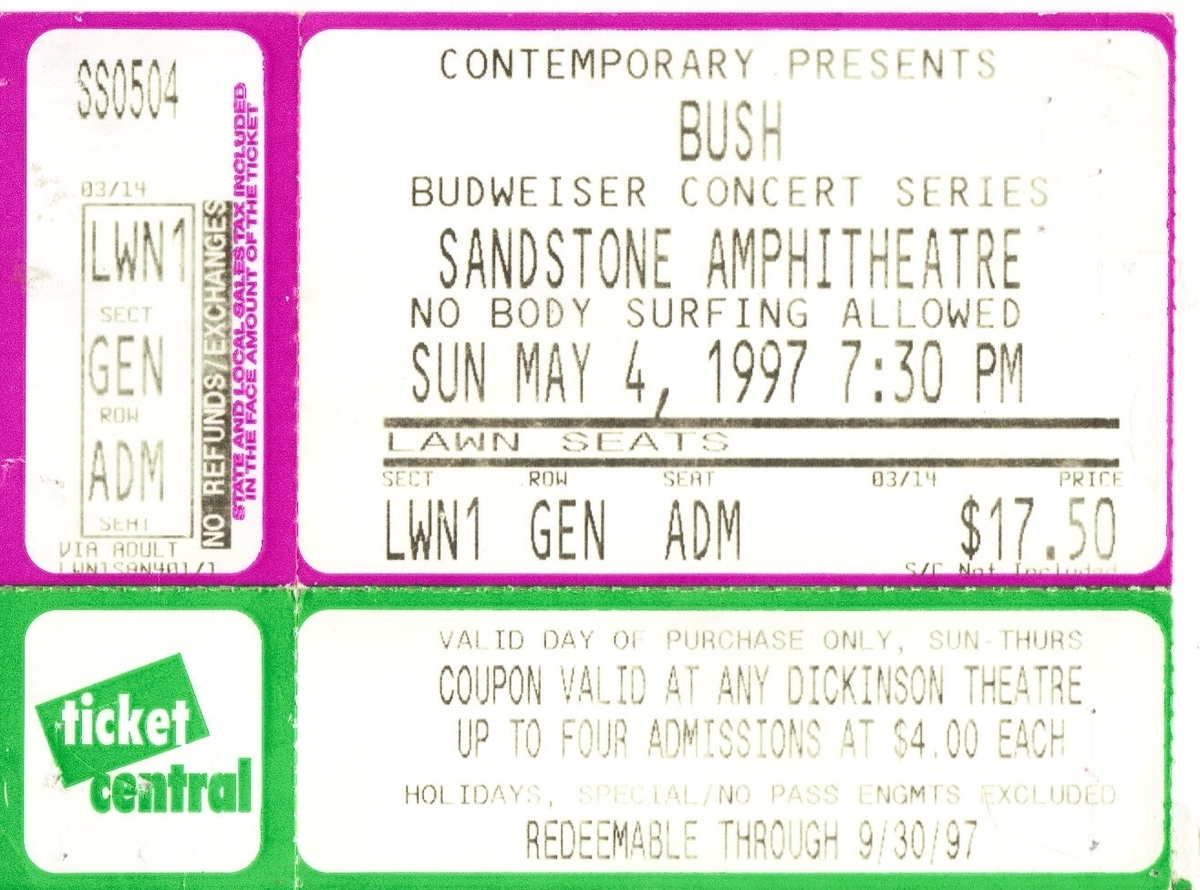 SS0504
03/14
LWN1
SECT
GEN
ROW
ADM
SEAT
VIA ADULT
LWN1SAN401/1
NO REFUNDS/EXCHANGES
STATE AND LOCAL SALES TAX INCLUDED
IN THE FACE AMOUNT OF THE TICKET
CONTEMPORARY PRESENTS
BUSH
BUDWEISER CONCERT SERIES
SANDSTONE AMPHITHEATRE
NO BODY SURFING ALLOWED
SUN MAY 4, 1997 7:30 PM
LAWN SEATS
SECT ROW SEAT 03/14 PRICE
LWN1 GEN ADM $17.50
S/C Not Included
ticket
central
VALID DAY OF PURCHASE ONLY, SUN-THURS
COUPON VALID AT ANY DICKINSON THEATRE
UP TO FOUR ADMISSIONS AT $4.00 EACH
HOLIDAYS, SPECIAL/NO PASS ENGMTS EXCLUDED
REDEEMABLE THROUGH 9/30/97